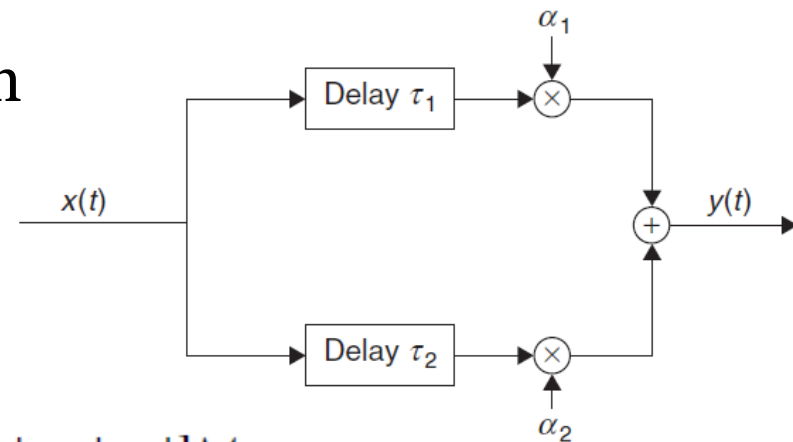 n
α₁
Delay τ₁
×
x(t)
+
y(t)
Delay τ₂
×
α₂